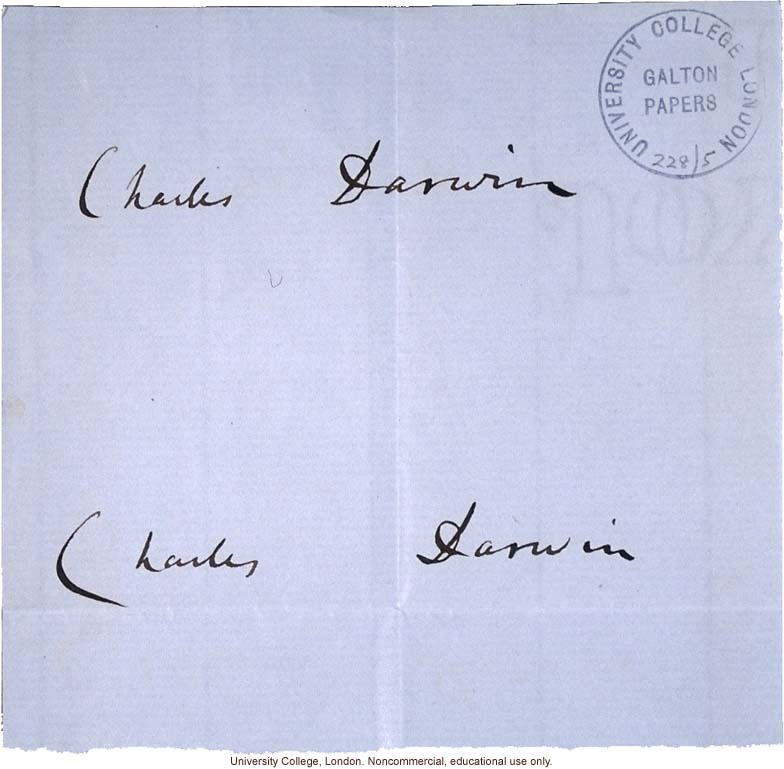 UNIVERSITY COLLEGE LONDON
GALTON
PAPERS
228/5
Charles Darwin
Charles Darwin
University College, London. Noncommercial, educational use only.